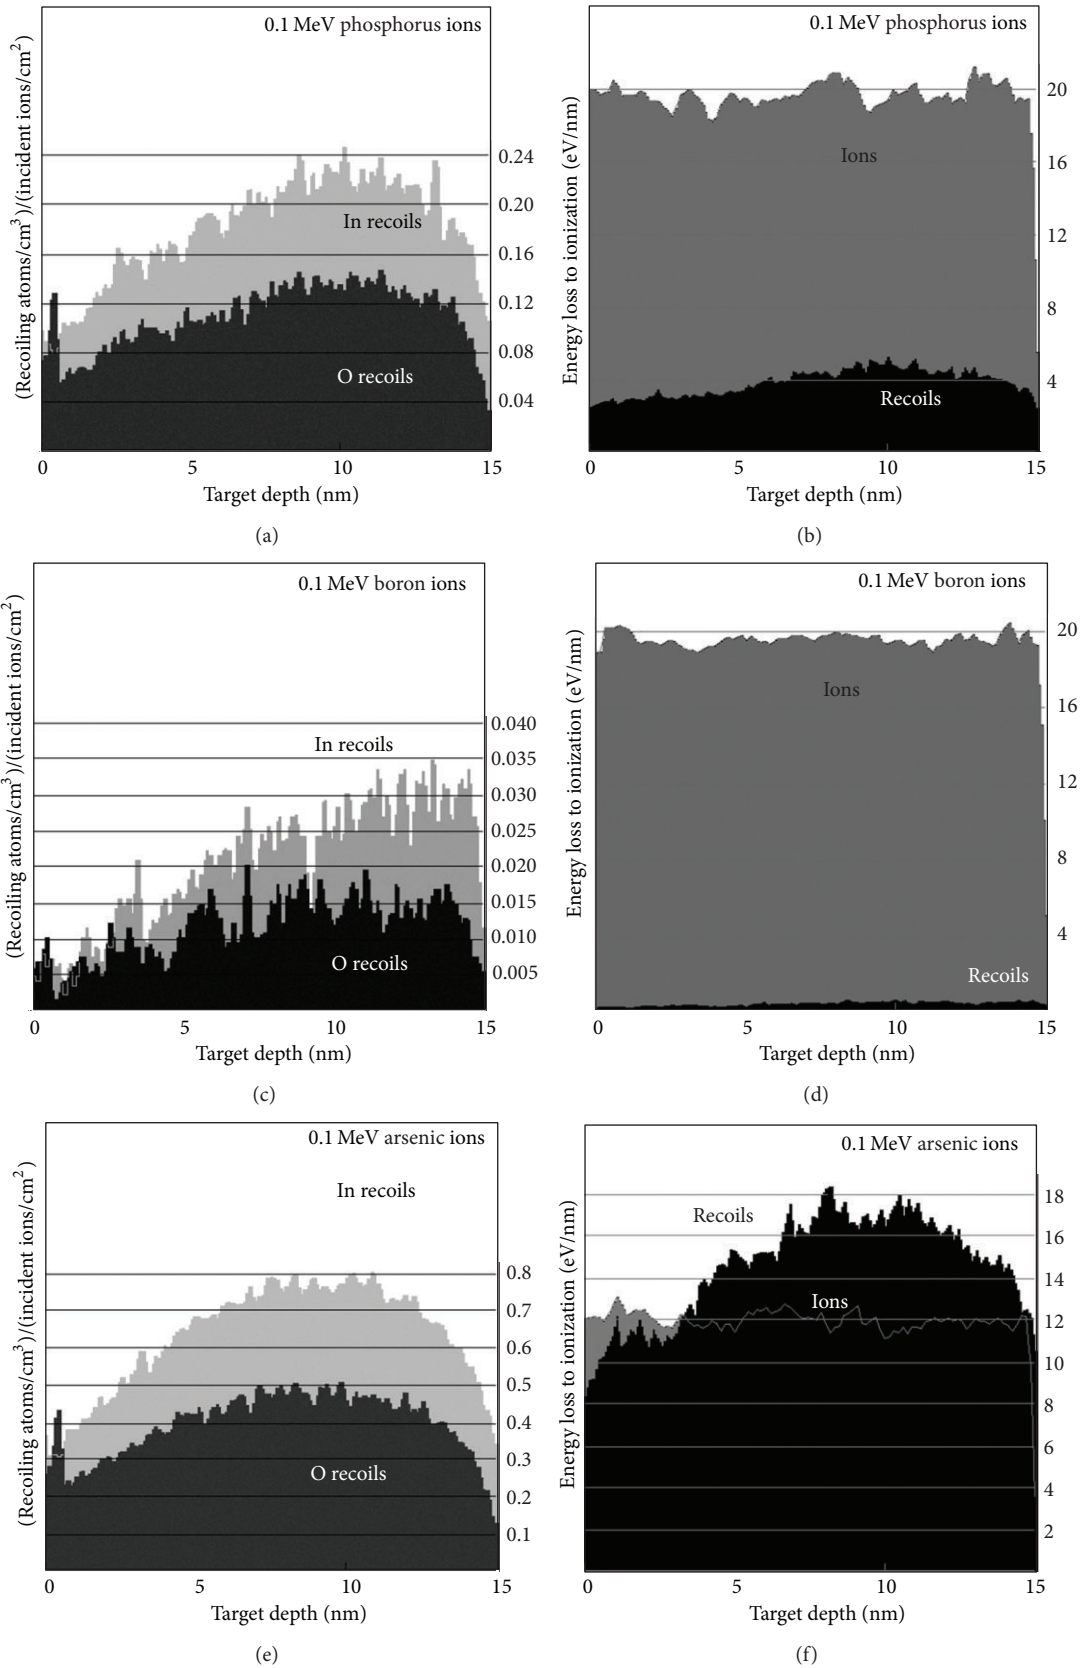 0.1 MeV phosphorus ions
(Recoiling atoms/cm3)/(incident ions/cm2)
0.24
0.20
In recoils
0.16
0.12
0.08
O recoils
0.04
0 5 10 15
Target depth (nm)
(a)
0.1 MeV phosphorus ions
Energy loss to ionization (eV/nm)
20
Ions
16
12
8
4
Recoils
0 5 10 15
Target depth (nm)
(b)
0.1 MeV boron ions
(Recoiling atoms/cm3)/(incident ions/cm2)
0.040
In recoils
0.035
0.030
0.025
0.020
0.015
0.010
O recoils
0.005
0 5 10 15
Target depth (nm)
(c)
0.1 MeV boron ions
Energy loss to ionization (eV/nm)
20
Ions
16
12
8
4
Recoils
0 5 10 15
Target depth (nm)
(d)
0.1 MeV arsenic ions
(Recoiling atoms/cm3)/(incident ions/cm2)
In recoils
0.8
0.7
0.6
0.5
0.4
0.3
O recoils
0.2
0.1
0 5 10 15
Target depth (nm)
(e)
0.1 MeV arsenic ions
Energy loss to ionization (eV/nm)
18
Recoils
16
14
Ions
12
10
8
6
4
2
0 5 10 15
Target depth (nm)
(f)